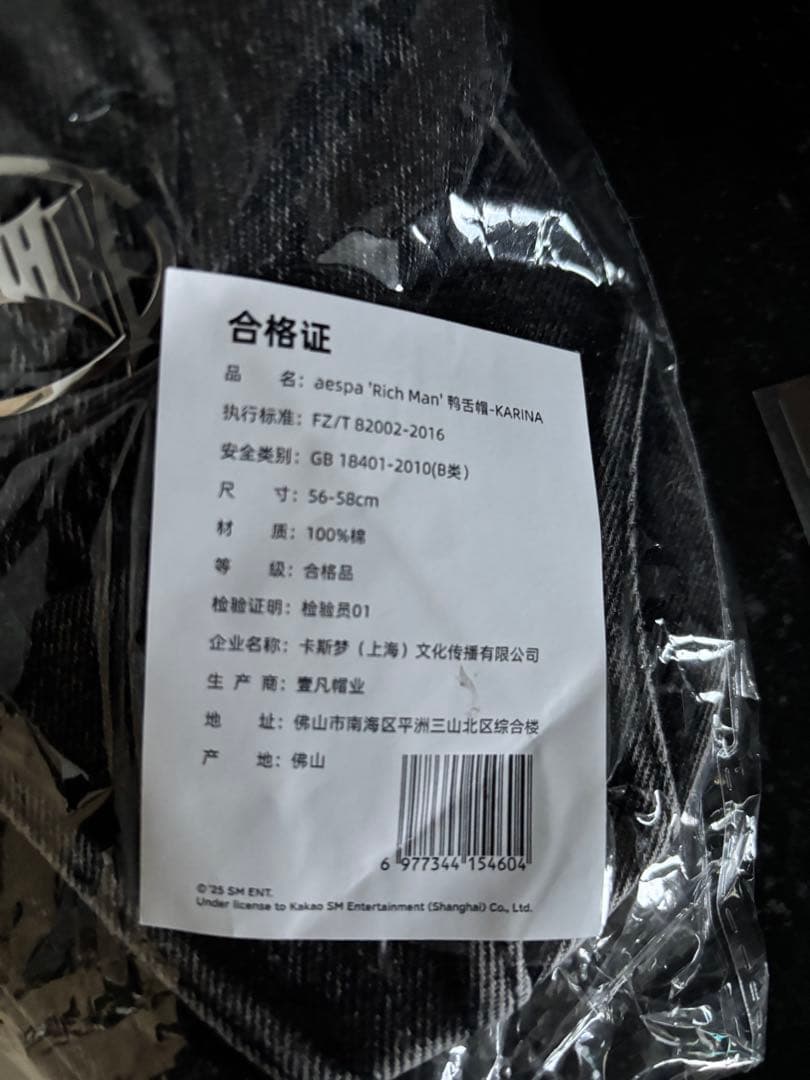 合格证
品 名：aespa 'Rich Man' 鸭舌帽-KARINA
执行标准：FZ/T 82002-2016
安全类别：GB 18401-2010(B类)
尺 寸：56-58cm
材 质：100%棉
等 级：合格品
检验证明：检验员01
企业名称：卡斯梦（上海）文化传播有限公司
生 产 商：壹凡帽业
地 址：佛山市南海区平洲三山北区综合楼
产 地：佛山
6 977344 154604
©'25 SM ENT.
Under license to Kakao SM Entertainment (Shanghai) Co., Ltd.